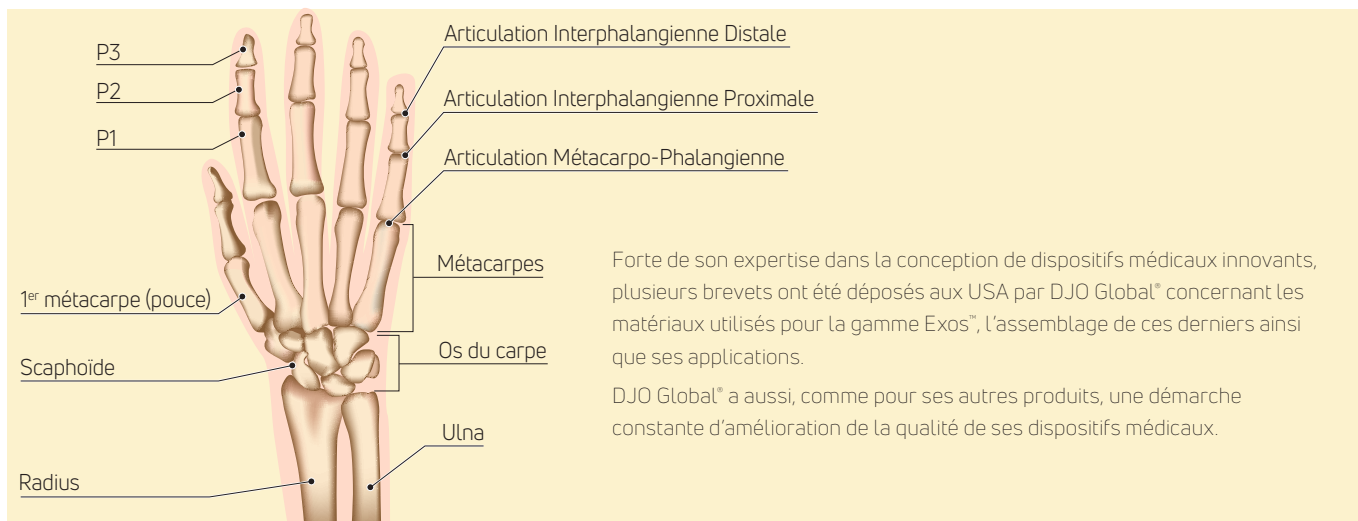 P3
P2
P1
1er métacarpe (pouce)
Scaphoïde
Radius
Articulation Interphalangienne Distale
Articulation Interphalangienne Proximale
Articulation Métacarpo-Phalangienne
Métacarpes
Os du carpe
Ulna
Forte de son expertise dans la conception de dispositifs médicaux innovants,
plusieurs brevets ont été déposés aux USA par DJO Global® concernant les
matériaux utilisés pour la gamme Exos™, l'assemblage de ces derniers ainsi
que ses applications.
DJO Global® a aussi, comme pour ses autres produits, une démarche
constante d'amélioration de la qualité de ses dispositifs médicaux.